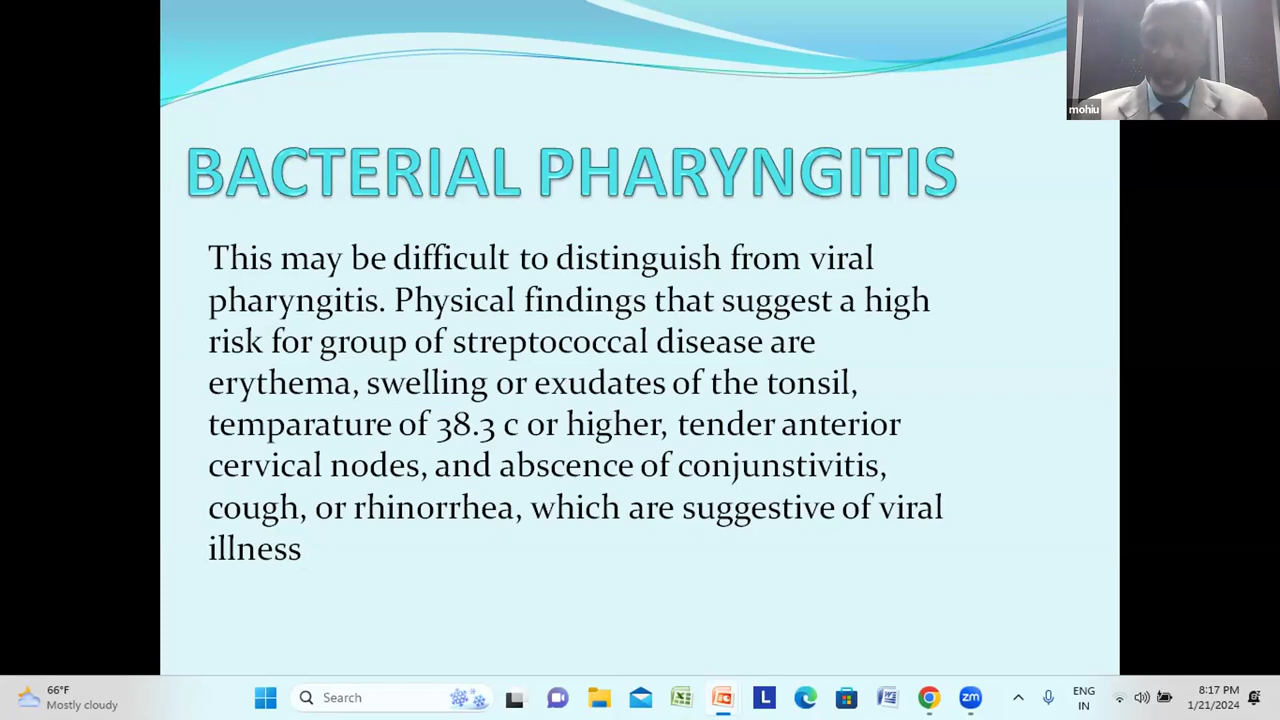 mohiu
BACTERIAL PHARYNGITIS
This may be difficult to distinguish from viral
pharyngitis. Physical findings that suggest a high
risk for group of streptococcal disease are
erythema, swelling or exudates of the tonsil,
temparature of 38.3 c or higher, tender anterior
cervical nodes, and abscence of conjunstivitis,
cough, or rhinorrhea, which are suggestive of viral
illness
66°F
Mostly cloudy
Search
L
zm
ENG
IN
8:17 PM
1/21/2024